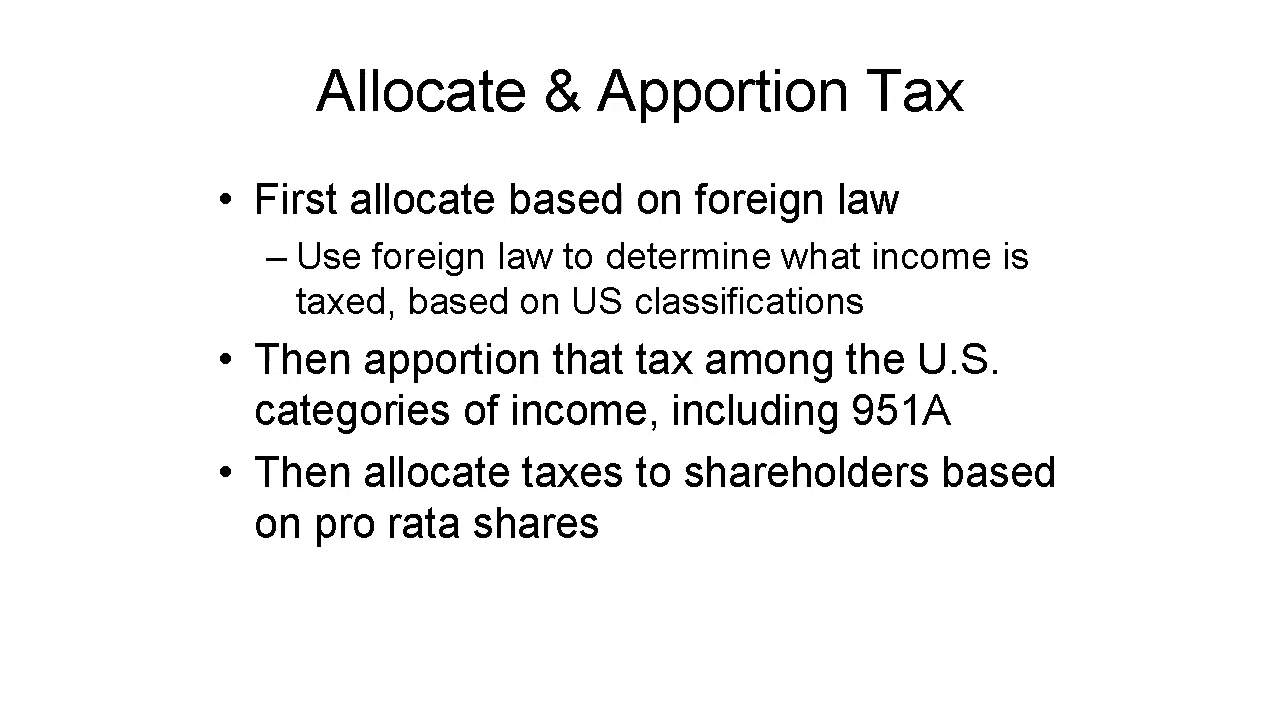 Allocate & Apportion Tax
• First allocate based on foreign law
– Use foreign law to determine what income is
taxed, based on US classifications
• Then apportion that tax among the U.S.
categories of income, including 951A
• Then allocate taxes to shareholders based
on pro rata shares